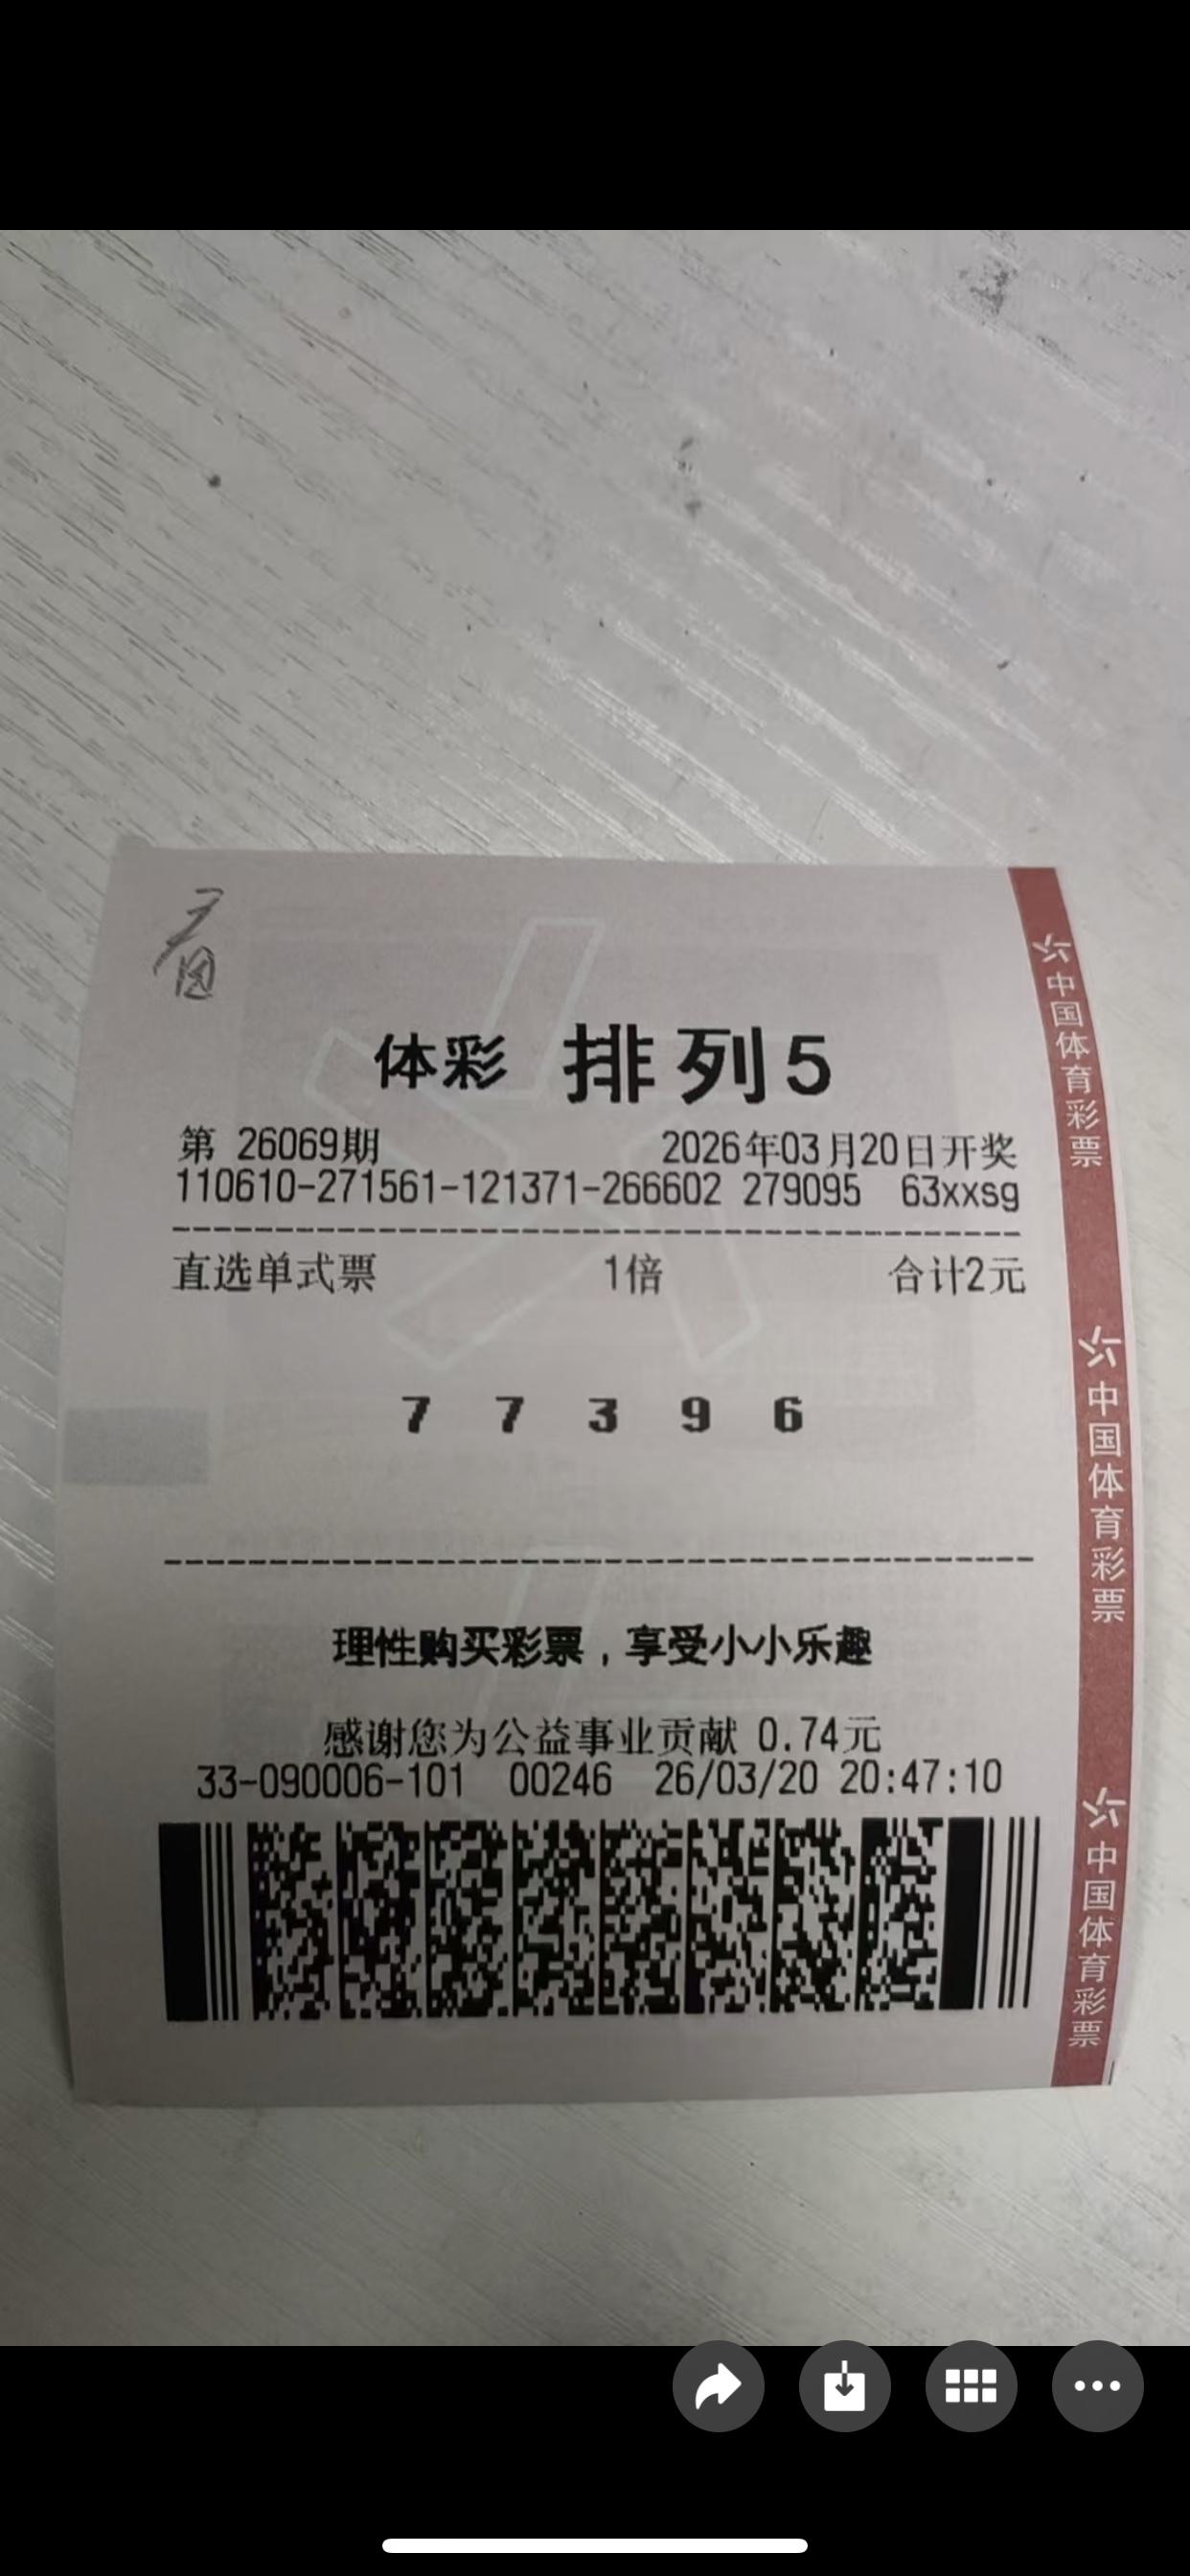 体彩 排列5
第 26069期 2026年03月20日开奖
110610-271561-121371-266602 279095 63xxsg
直选单式票 1倍 合计2元
7 7 3 9 6
理性购买彩票，享受小小乐趣
感谢您为公益事业贡献 0.74元
33-090006-101 00246 26/03/20 20:47:10
中国体育彩票
中国体育彩票
中国体育彩票